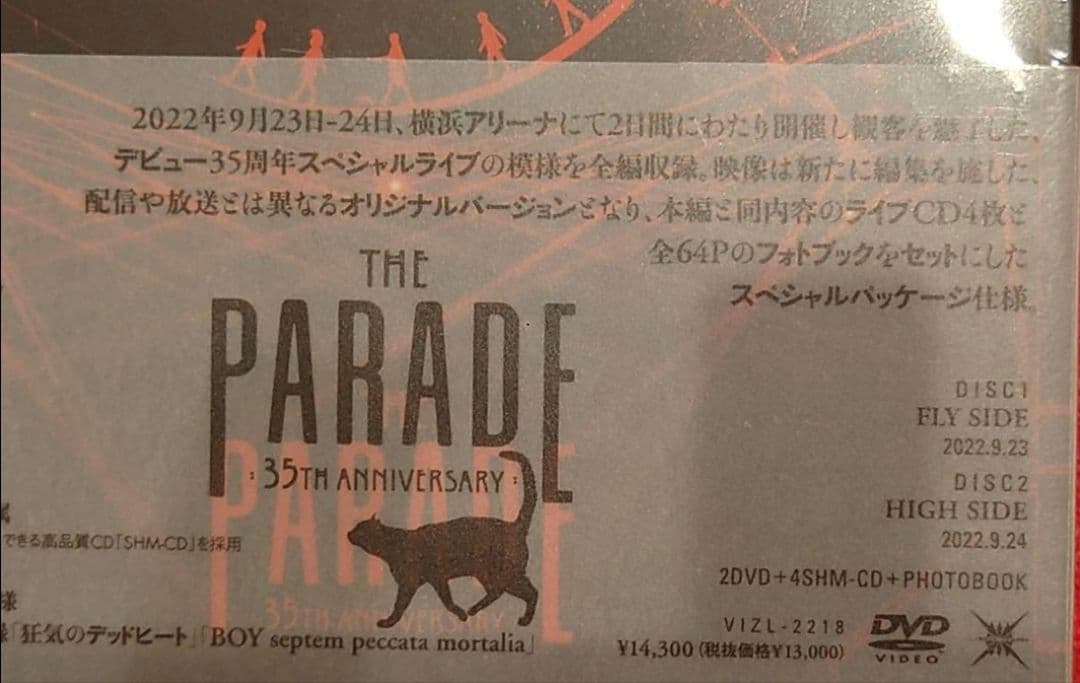 2022年9月23日-24日、横浜アリーナにて2日間にわたり開催し観客を魅了した、
デビュー35周年スペシャルライブの模様を全編収録。映像は新たに編集を施した、
配信や放送とは異なるオリジナルバージョンとなり、本編と同内容のライブCD4枚と
全64Pのフォトブックをセットにした
スペシャルパッケージ仕様。
THE
PARADE
:35TH ANNIVERSARY:
PARADE
35TH ANNIVERSARY
DISC1
FLY SIDE
2022.9.23
DISC2
HIGH SIDE
2022.9.24
できる高品質CD「SHM-CD」を採用
2DVD+4SHM-CD+PHOTOBOOK
様
「狂気のデッドヒート」「BOY septem peccata mortalia」
VIZL-2218
¥14,300(税抜価格¥13,000)
DVD
VIDEO